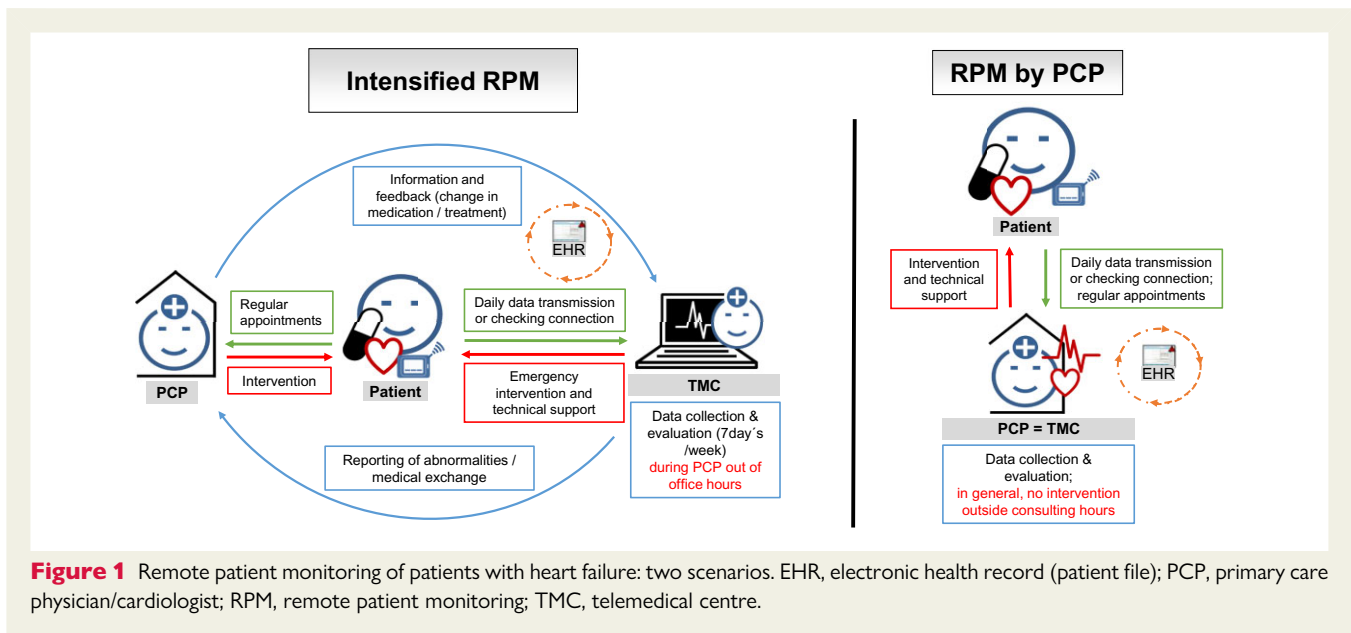 Intensified RPM
Information and
feedback (change in
medication / treatment)
EHR
Regular
appointments
Intervention
PCP
Patient
Daily data transmission
or checking connection
Emergency
intervention and
technical support
TMC
Data collection &
evaluation (7day´s
/week)
during PCP out of
office hours
Reporting of abnormalities /
medical exchange
RPM by PCP
Patient
Intervention
and technical
support
Daily data transmission
or checking connection;
regular appointments
EHR
PCP = TMC
Data collection &
evaluation;
in general, no intervention
outside consulting hours
Figure 1 Remote patient monitoring of patients with heart failure: two scenarios. EHR, electronic health record (patient file); PCP, primary care
physician/cardiologist; RPM, remote patient monitoring; TMC, telemedical centre.